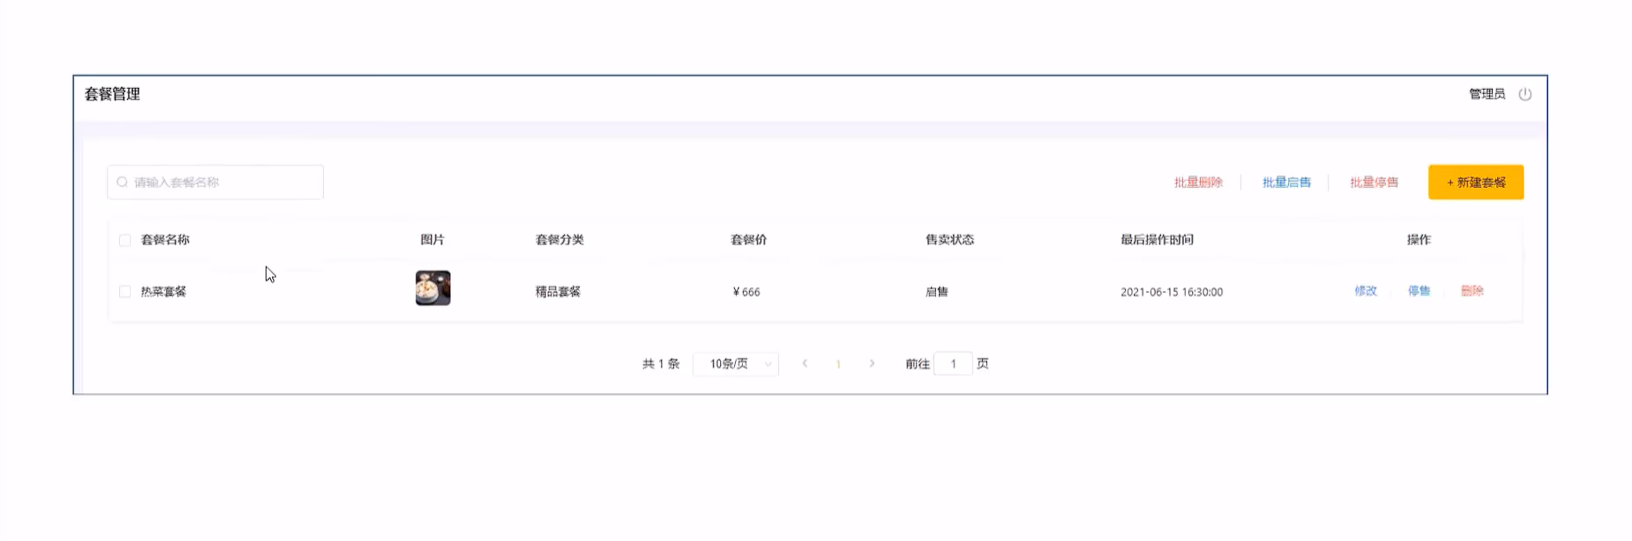 套餐管理 管理员
请输入套餐名称 批量删除 批量启售 批量停售 + 新建套餐
套餐名称 图片 套餐分类 套餐价 售卖状态 最后操作时间 操作
热菜套餐 精品套餐 ¥ 666 启售 2021-06-15 16:30:00 修改 停售 删除
共 1 条 10条/页 1 前往 1 页